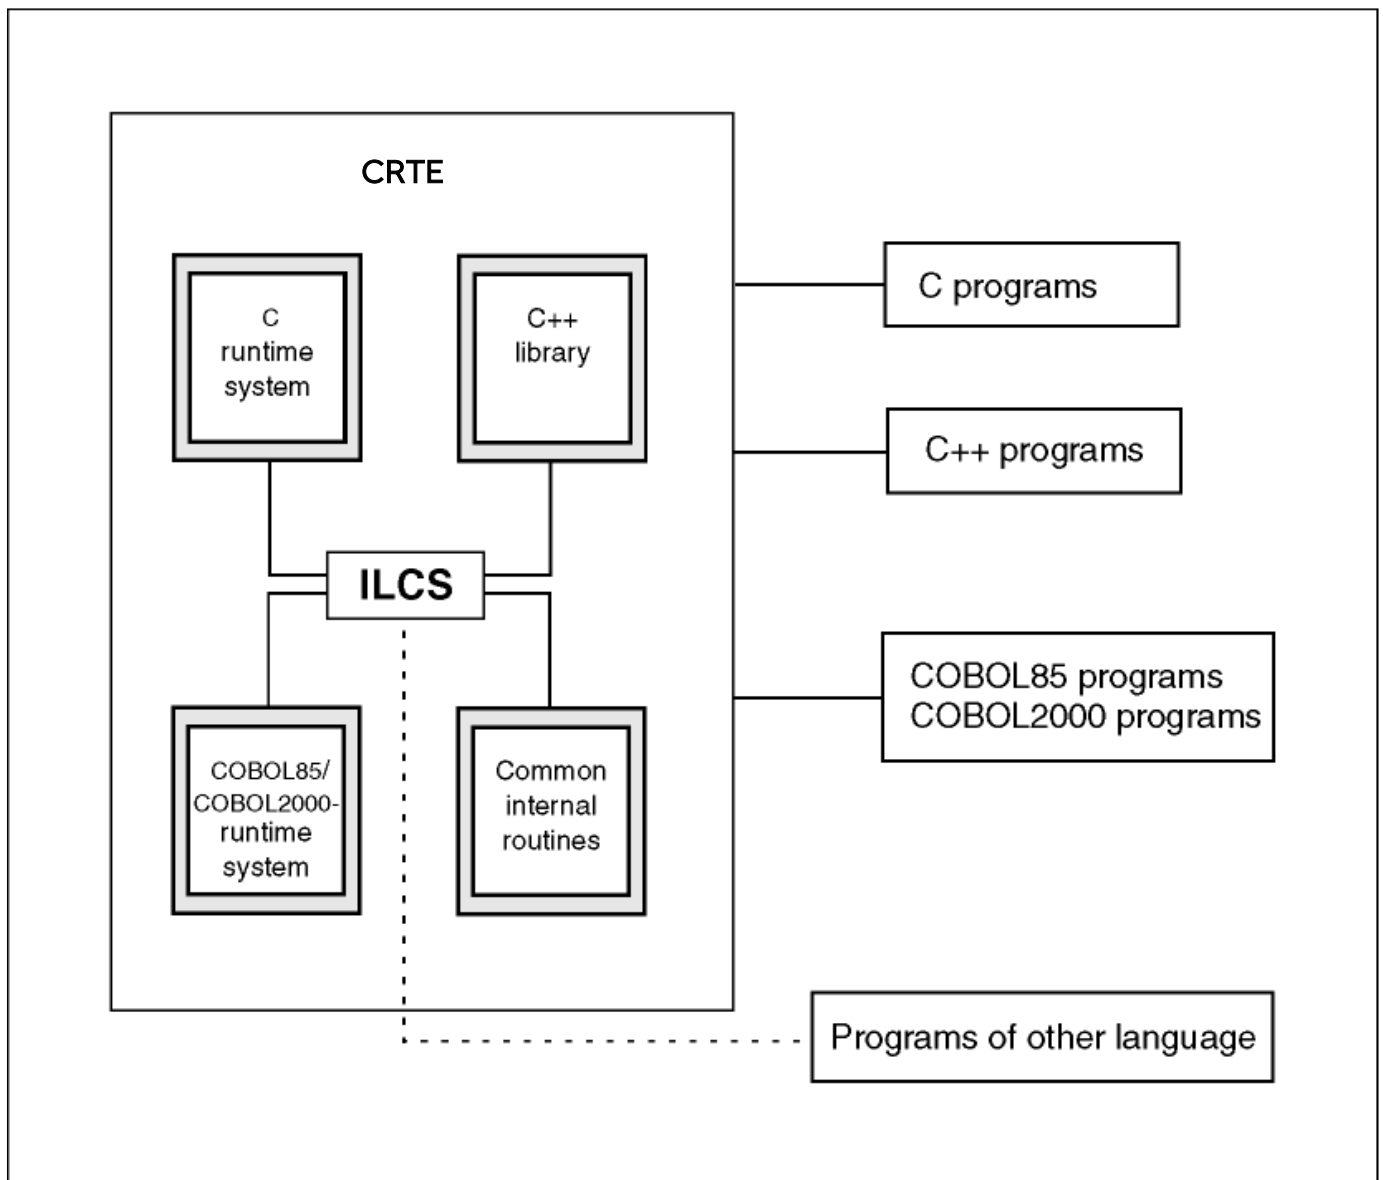 CRTE
C
runtime
system
C++
library
C programs
C++ programs
ILCS
COBOL85 programs
COBOL2000 programs
COBOL85/
COBOL2000-
runtime
system
Common
internal
routines
Programs of other language